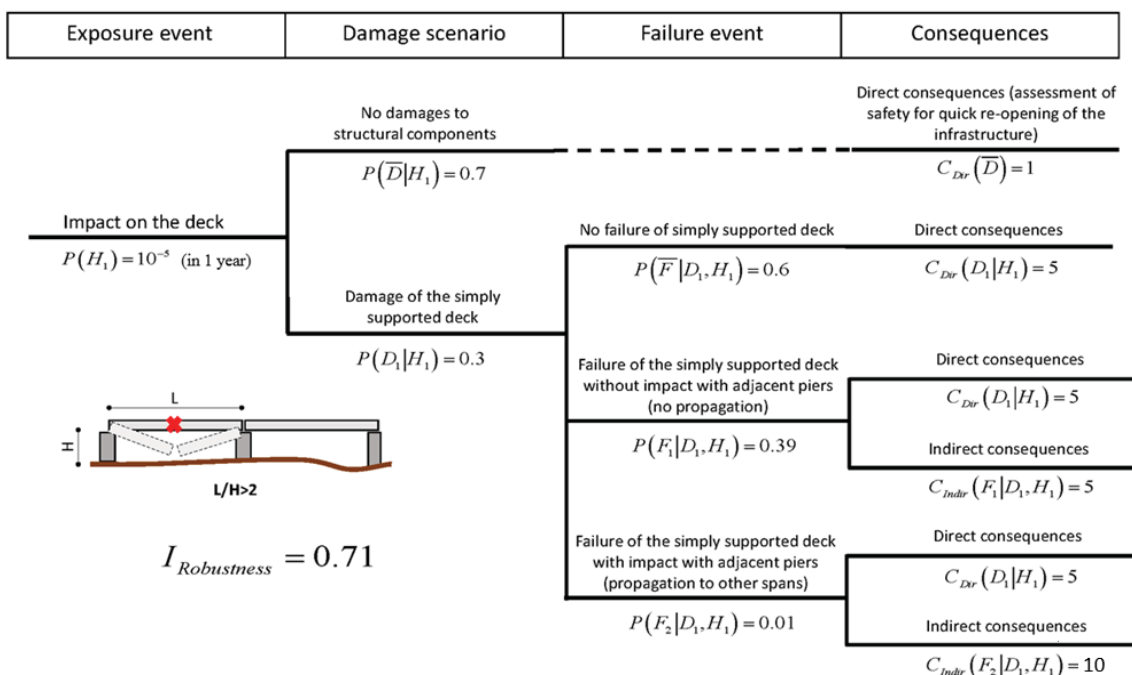 Exposure event
Damage scenario
Failure event
Consequences
No damages to
structural components
P(D̅|H₁) = 0.7
Direct consequences (assessment of
safety for quick re-opening of the
infrastructure)
C_Dir(D̅) = 1
Impact on the deck
P(H₁) = 10⁻⁵ (in 1 year)
No failure of simply supported deck
P(F̅|D₁,H₁) = 0.6
Direct consequences
C_Dir(D₁|H₁) = 5
Damage of the simply
supported deck
P(D₁|H₁) = 0.3
Failure of the simply supported deck
without impact with adjacent piers
(no propagation)
P(F₁|D₁,H₁) = 0.39
Direct consequences
C_Dir(D₁|H₁) = 5
Indirect consequences
C_Indir(F₁|D₁,H₁) = 5
L
H
L/H>2
I_Robustness = 0.71
Failure of the simply supported deck
with impact with adjacent piers
(propagation to other spans)
P(F₂|D₁,H₁) = 0.01
Direct consequences
C_Dir(D₁|H₁) = 5
Indirect consequences
C_Indir(F₂|D₁,H₁) = 10